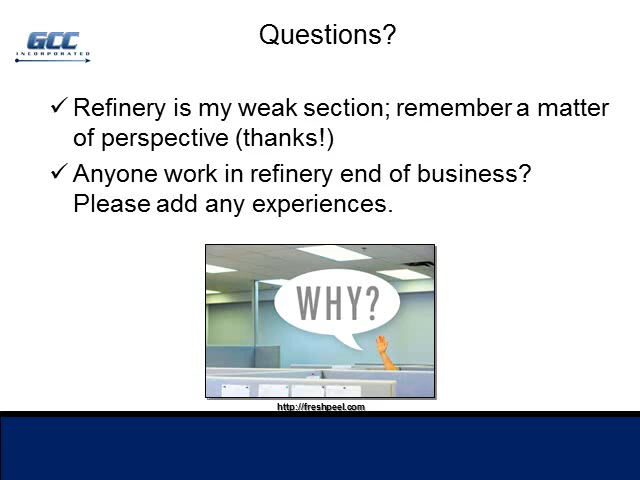 GCC
INCORPORATED
Questions?
✓ Refinery is my weak section; remember a matter
of perspective (thanks!)
✓ Anyone work in refinery end of business?
Please add any experiences.
WHY?
http://freshpeel.com